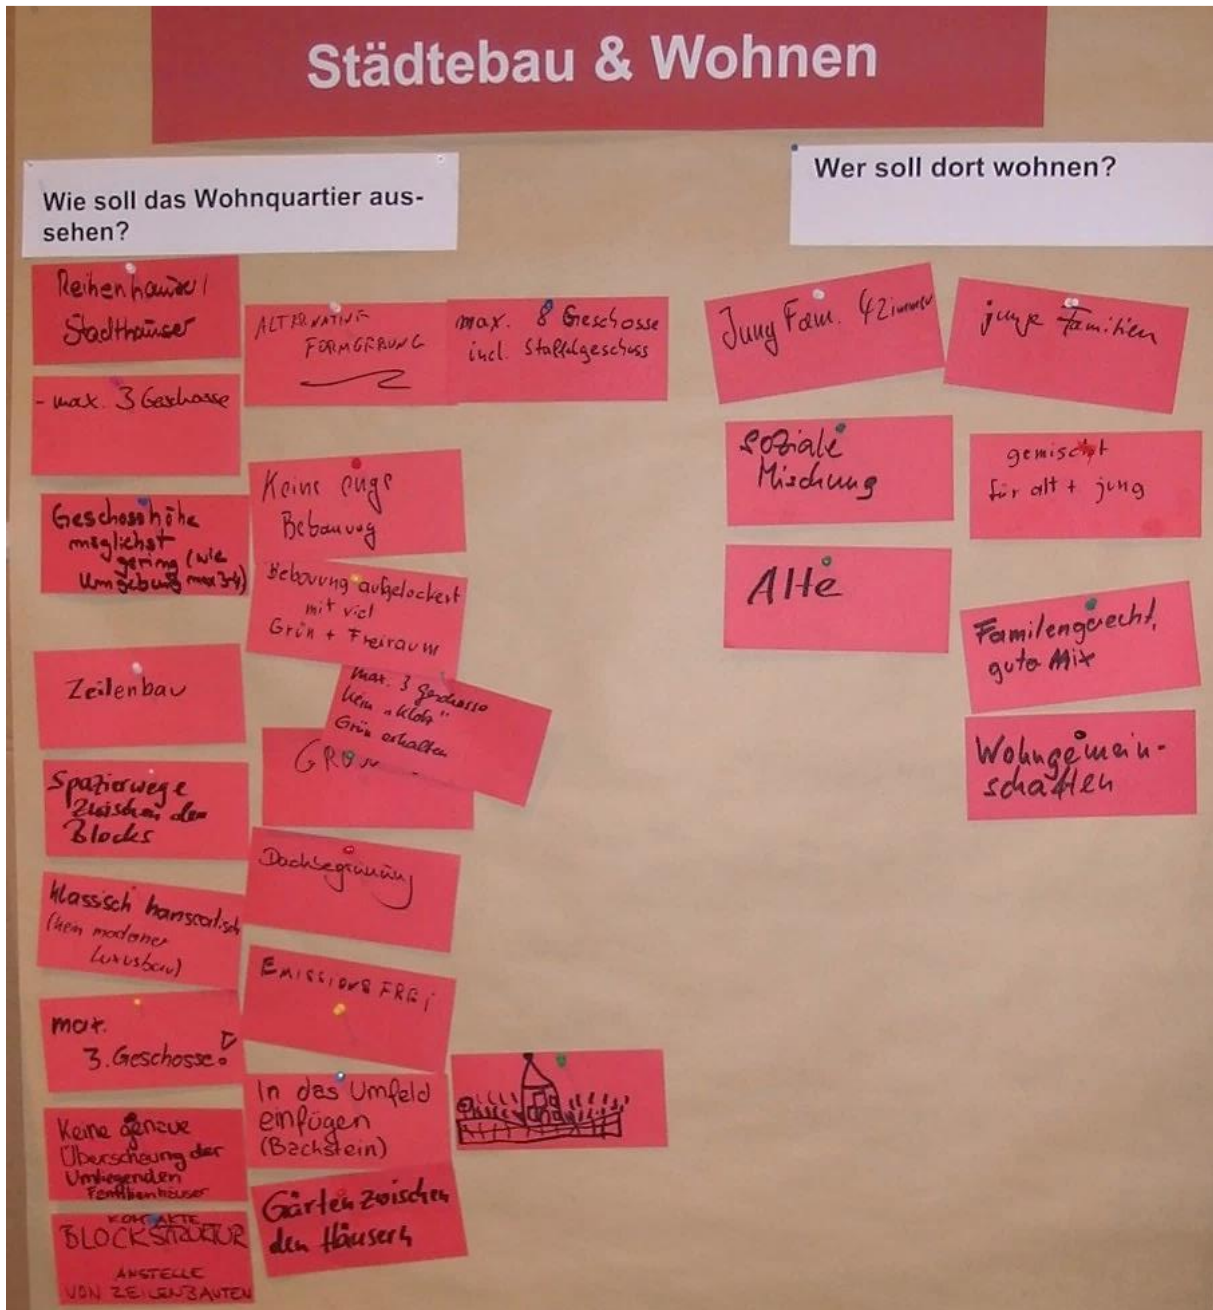 Städtebau & Wohnen
Wie soll das Wohnquartier aus-
sehen?
Reihenhäuser/
Stadthäuser
- max. 3 Geschosse
Geschosshöhe
möglichst
gering (wie
Umgebung max 3-4)
Zeilenbau
Spazierwege
zwischen den
Blocks
klassisch hanseatisch
(kein moderner
Luxusbau)
max.
3. Geschosse!
Keine genaue
Überschauung der
Umliegenden
Familienhäuser
KOMPAKTE
BLOCKSTRUKTUR
ANSTELLE
VON ZEILENBAUTEN
ALTERNATIVE
FORMGEBUNG
Keine enge
Bebauung
Bebauung aufgelockert
mit viel
Grün + Freiraum
max. 3 Geschosse
kein "Klotz"
Grün erhalten
GRÜN
Dachbegrünung
EMISSIONSFREI
In das Umfeld
einfügen
(Backstein)
Gärten zwischen
den Häusern
max. 8 Geschosse
incl. Staffelgeschoss
Wer soll dort wohnen?
Jung Fam. 4 Zimmer
soziale
Mischung
Alte
junge Familien
gemischt
für alt + jung
Familengerecht,
gute Mix
Wohngemein-
schaften